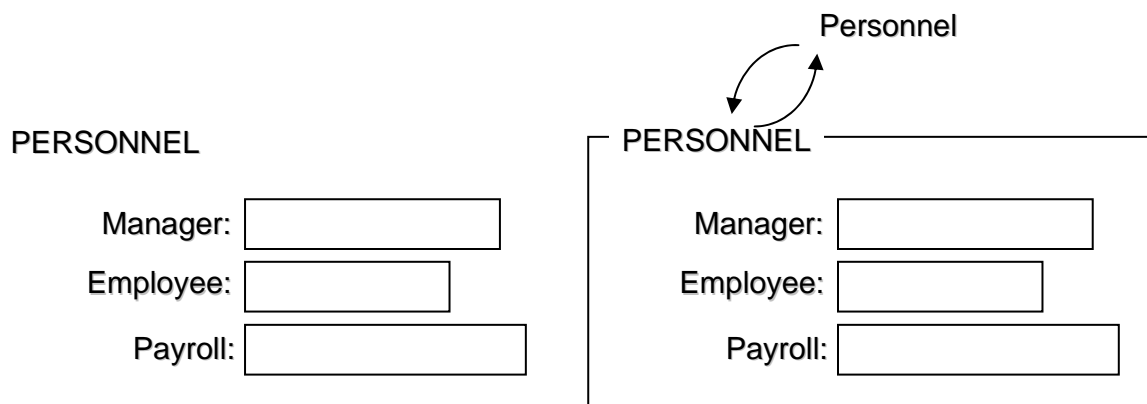 Personnel
PERSONNEL
Manager:
Employee:
Payroll:
PERSONNEL
Manager:
Employee:
Payroll: